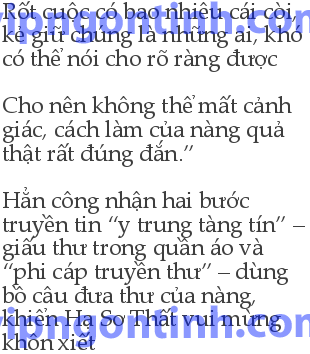 Rốt cuộc có bao nhiêu cái còi,
kẻ giữ chúng là những ai, khó
có thể nói cho rõ ràng được
Cho nên không thể mất cảnh
giác, cách làm của nàng quả
thật rất đúng đắn.”
Hẳn công nhận hai bước
truyền tin “y trung tàng tín” –
giấu thư trong quần áo và
“phi cáp truyền thư” – dùng
bồ câu đưa thư của nàng,
khiến Hạ Sơ Thất vui mừng
khôn xiết